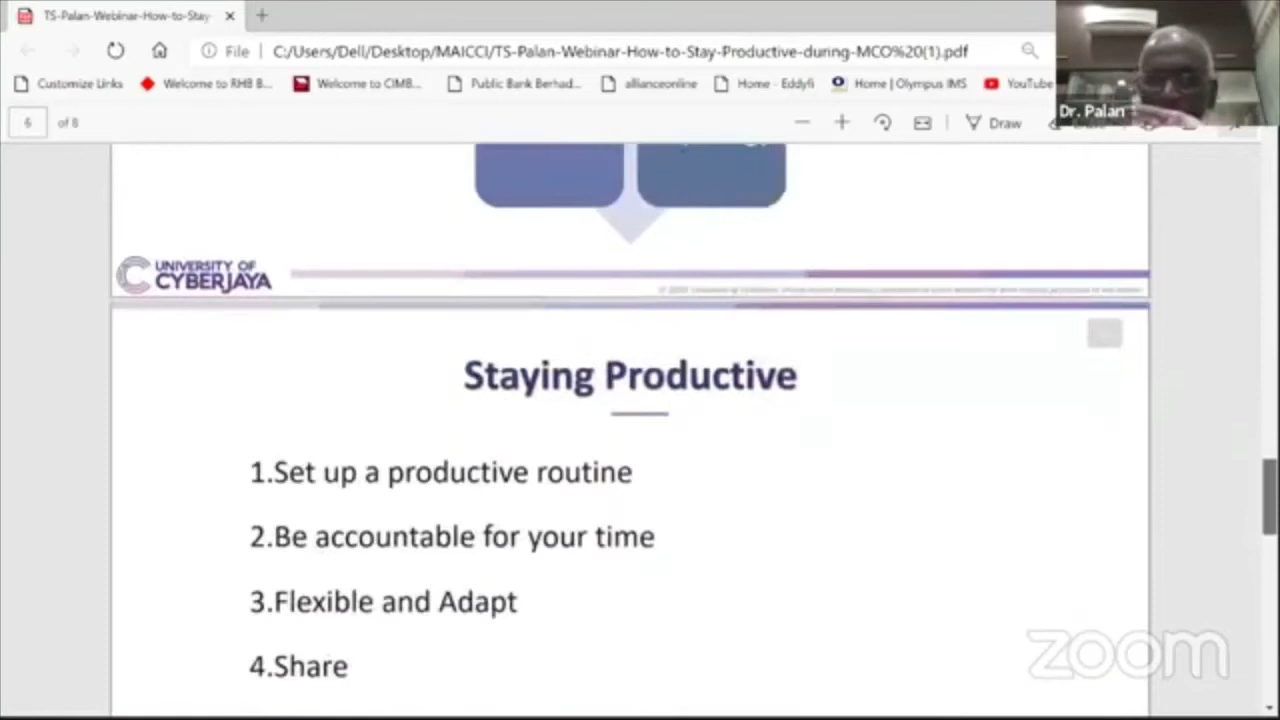 TS-Palan-Webinar-How-to-Stay-
File
C:/Users/Dell/Desktop/MAICCI/TS-Palan-Webinar-How-to-Stay-Productive-during-MCO%20(1).pdf
Customize Links
Welcome to RHB B...
Welcome to CIMB...
Public Bank Berhad...
allianceonline
Home - Eddyfi
Home | Olympus IMS
YouTube
Dr. Palan
6 of 8
Draw
UNIVERSITY OF
CYBERJAYA
Staying Productive
1.Set up a productive routine
2.Be accountable for your time
3.Flexible and Adapt
4.Share
zoom